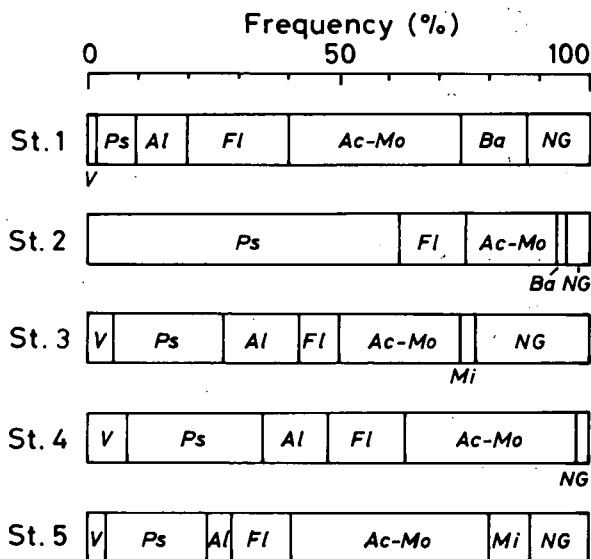 Frequency (%)
0 50 100
St. 1 Ps Al Fl Ac-Mo Ba NG
V
St. 2 Ps Fl Ac-Mo
Ba NG
St. 3 V Ps Al Fl Ac-Mo NG
Mi
St. 4 V Ps Al Fl Ac-Mo
NG
St. 5 V Ps Al Fl Ac-Mo Mi NG